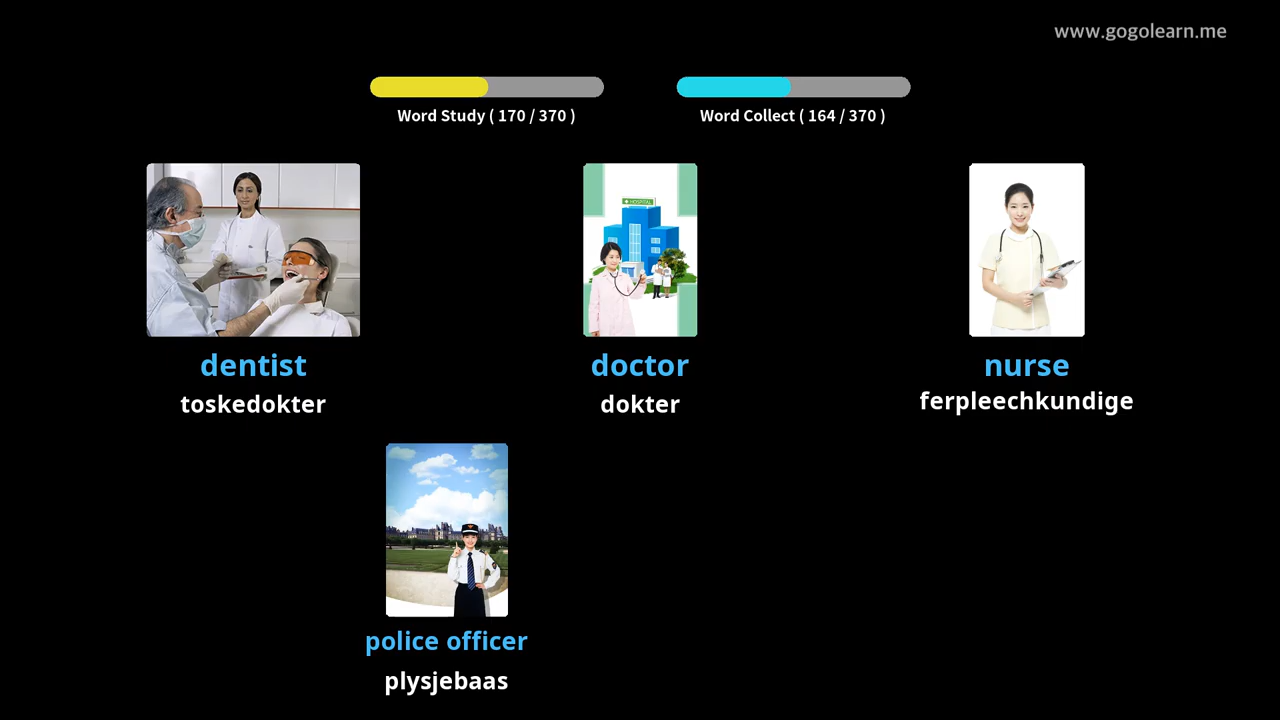 www.gogolearn.me
Word Study ( 170 / 370 )
Word Collect ( 164 / 370 )
HOSPITAL
dentist
doctor
nurse
toskedokter
dokter
ferpleechkundige
police officer
plysjebaas